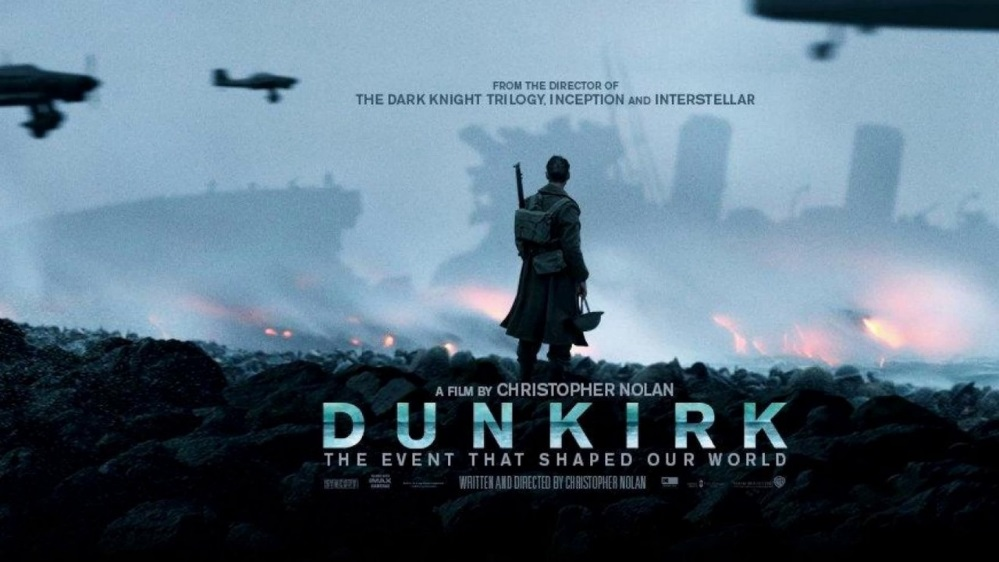 FROM THE DIRECTOR OF
THE DARK KNIGHT TRILOGY, INCEPTION AND INTERSTELLAR
A FILM BY CHRISTOPHER NOLAN
DUNKIRK
THE EVENT THAT SHAPED OUR WORLD
IMAX WRITTEN AND DIRECTED BY CHRISTOPHER NOLAN